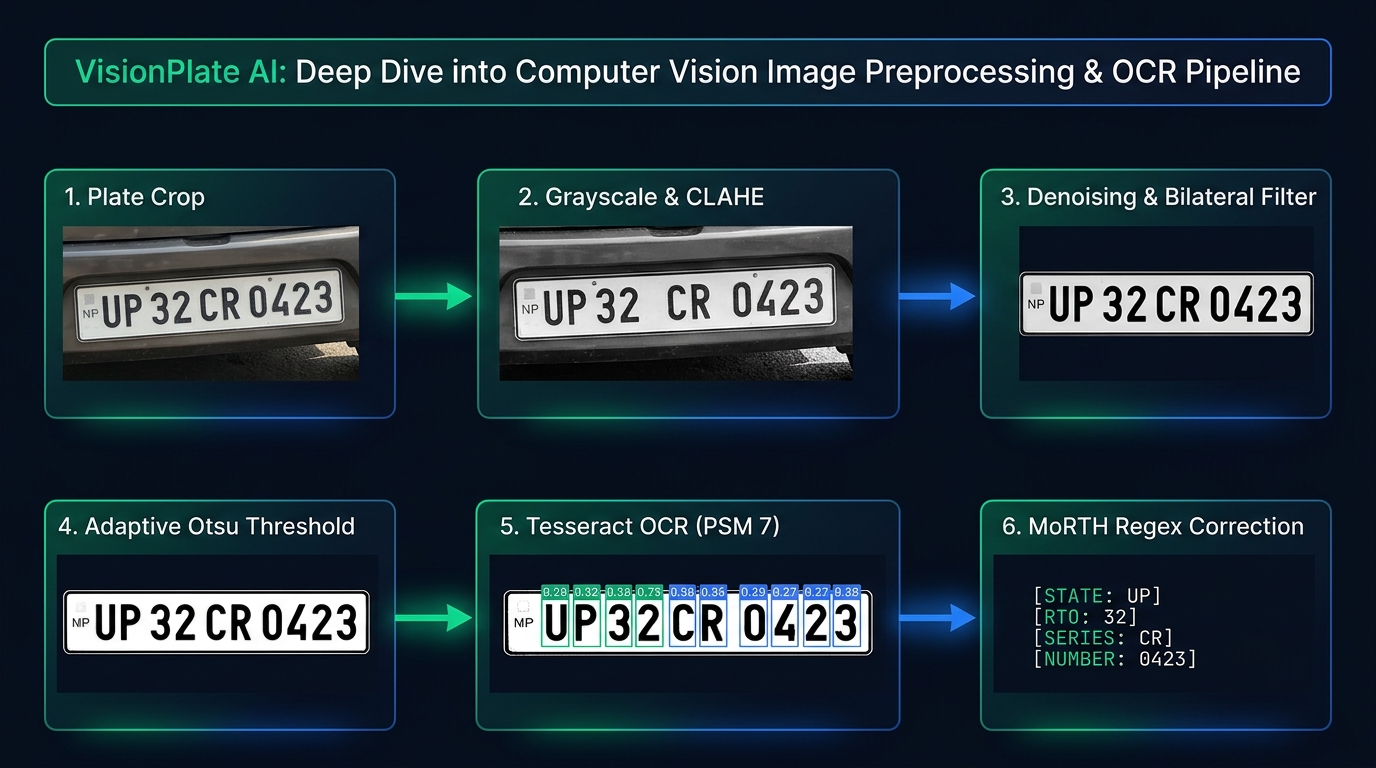 VisionPlate AI: Deep Dive into Computer Vision Image Preprocessing & OCR Pipeline
1. Plate Crop
NP UP 32 CR 0423
2. Grayscale & CLAHE
NP UP 32 CR 0423
3. Denoising & Bilateral Filter
NP UP 32 CR 0423
4. Adaptive Otsu Threshold
MP UP 32 CR 0423
5. Tesseract OCR (PSM 7)
0.28 0.32 0.38 0.73 0.38 0.36 0.29 0.27 0.27 0.38
MP UP 32 CR 0423
6. MoRTH Regex Correction
[STATE: UP]
[RTO: 32]
[SERIES: CR]
[NUMBER: 0423]